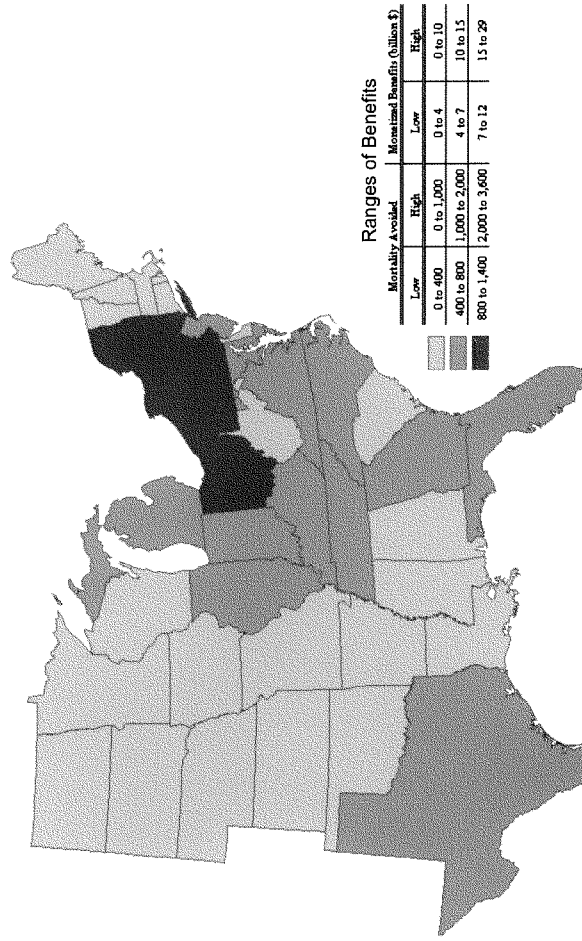 Ranges of Benefits
Mortality Avoided Monetized Benefits (billion $)
Low High Low High
0 to 400 0 to 1,000 0 to 4 0 to 10
400 to 800 1,000 to 2,000 4 to 7 10 to 15
800 to 1,400 2,000 to 3,600 7 to 12 15 to 29